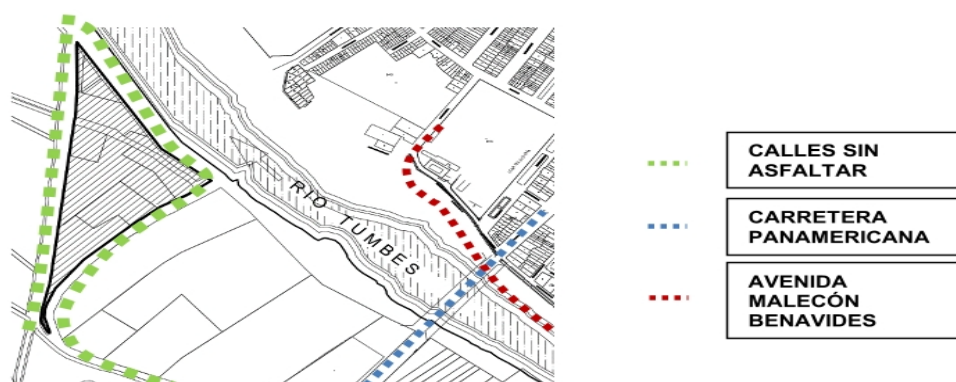 RIO TUMBES
CALLES SIN
ASFALTAR
CARRETERA
PANAMERICANA
AVENIDA
MALECÓN
BENAVIDES